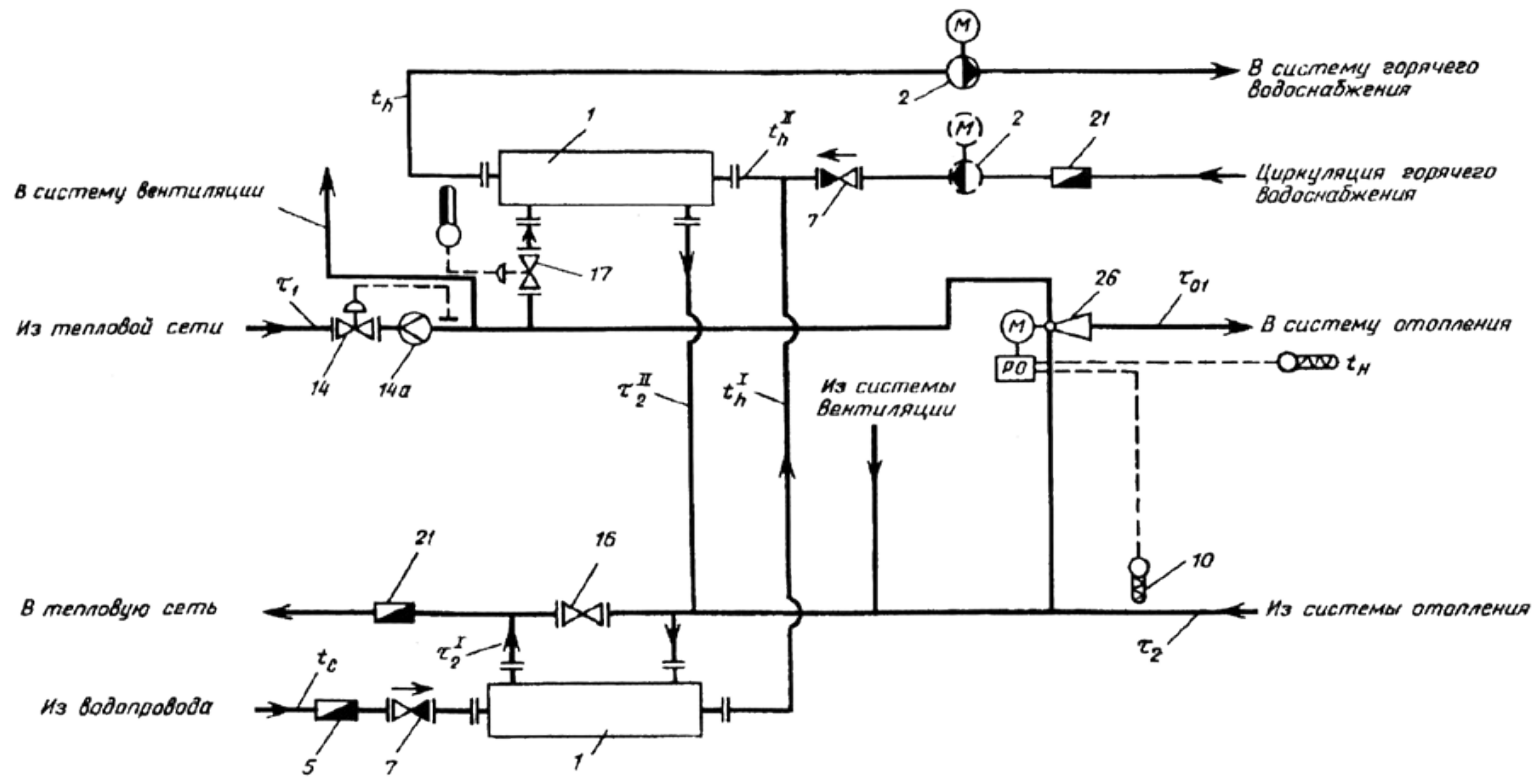 M
2
В систему горячего
водоснабжения
t_h
1
t_h^II
(M)
2
21
Циркуляция горячего
водоснабжения
7
В систему вентиляции
17
τ_1
26
τ_01
Из тепловой сети
M
В систему отопления
14
14а
РО
t_н
τ_2^II
t_h^I
Из системы
вентиляции
21
16
10
В тепловую сеть
Из системы отопления
τ_2^I
τ_2
t_c
Из водопровода
5
7
1